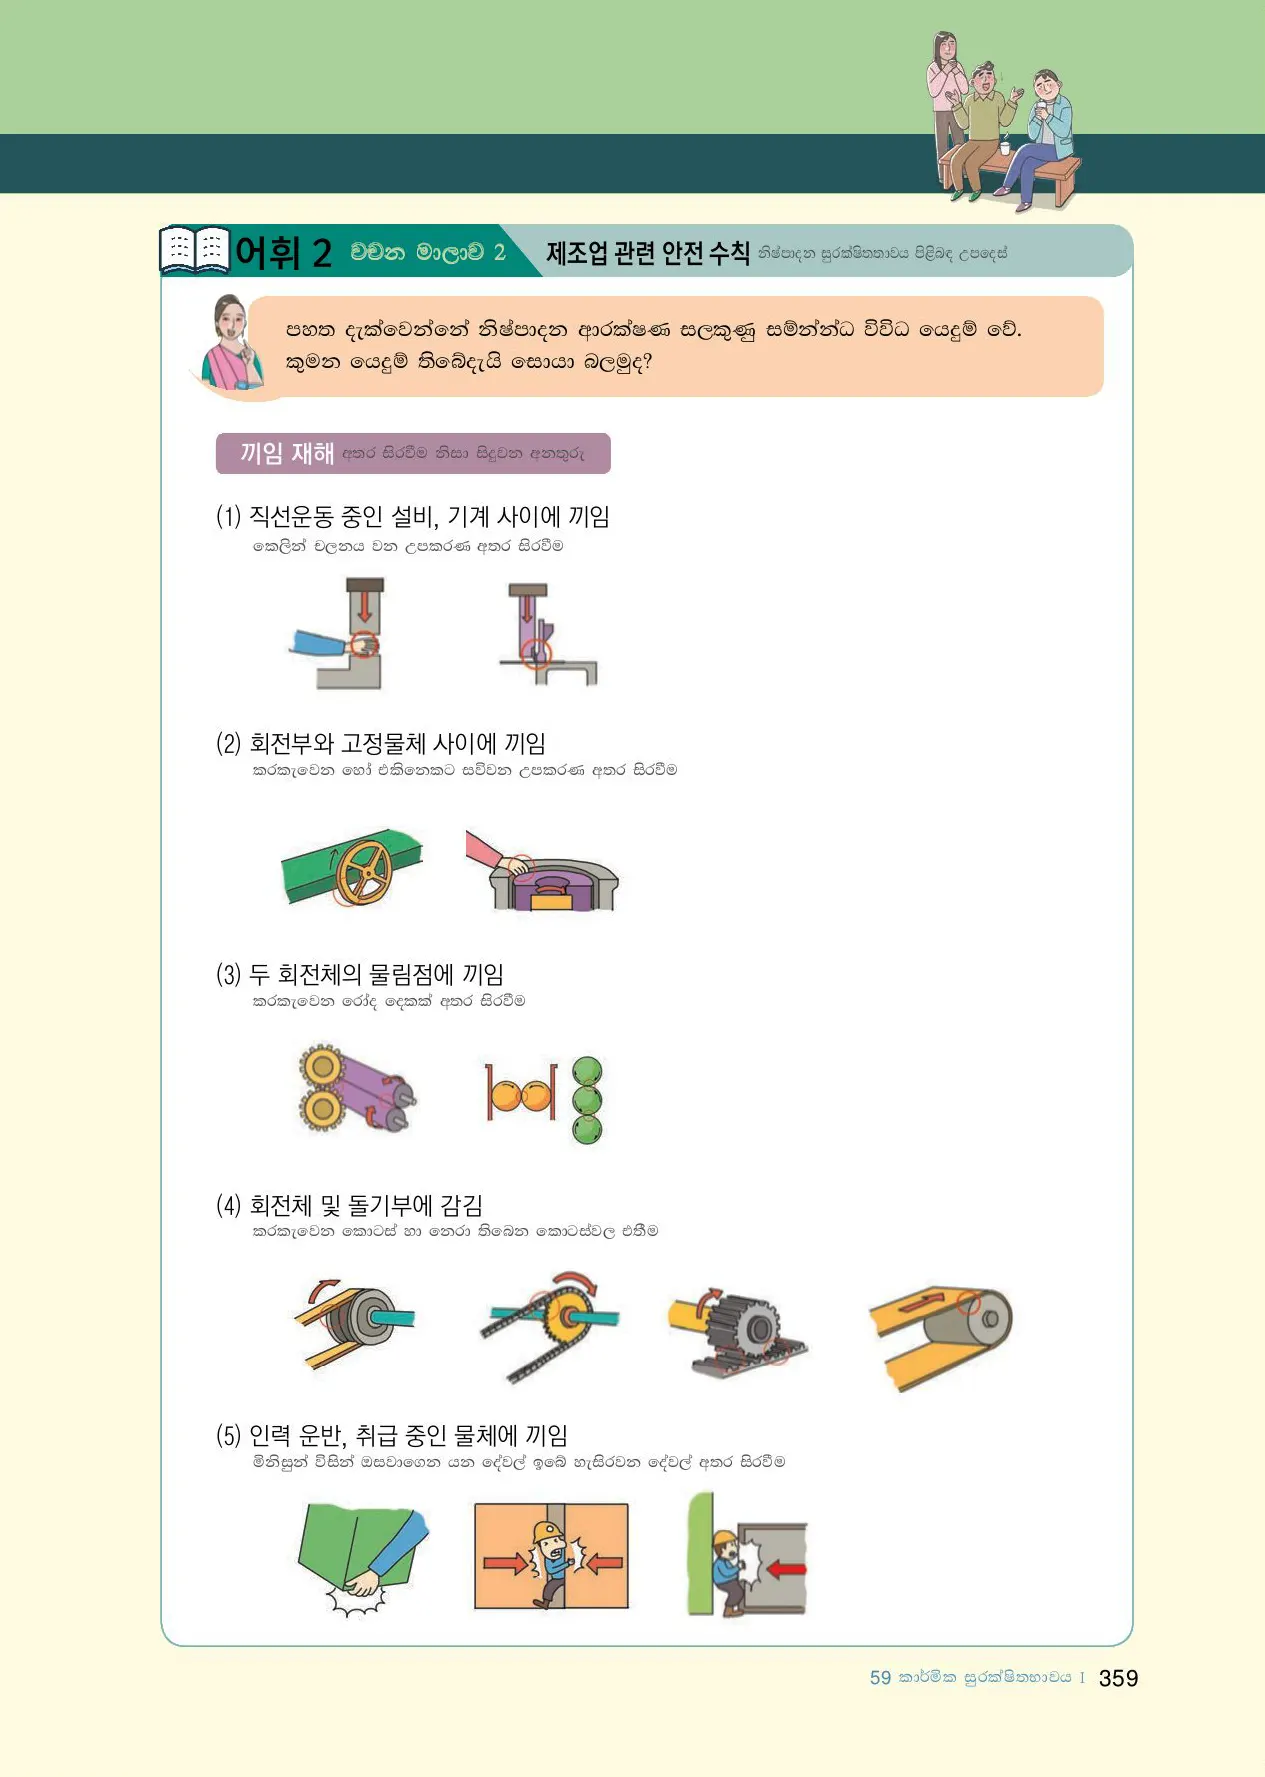 어휘 2 වචන මාලාව 2 제조업 관련 안전 수칙 නිෂ්පාදන සුරක්ෂිතතාවය පිළිබඳ උපදෙස්
පහත දැක්වෙන්නේ නිෂ්පාදන ආරක්ෂණ සලකුණු සම්න්න්ධ විවිධ යෙදුම් වේ.
කුමන යෙදුම් තිබේදැයි සොයා බලමුද?
끼임 재해 අතර සිරවීම නිසා සිදුවන අනතුරු
(1) 직선운동 중인 설비, 기계 사이에 끼임
කෙලින් චලනය වන උපකරණ අතර සිරවීම
(2) 회전부와 고정물체 사이에 끼임
කරකැවෙන හෝ එකිනෙකට සවිවන උපකරණ අතර සිරවීම
(3) 두 회전체의 물림점에 끼임
කරකැවෙන රෝද දෙකක් අතර සිරවීම
(4) 회전체 및 돌기부에 감김
කරකැවෙන කොටස් හා නෙරා තිබෙන කොටස්වල එතීම
(5) 인력 운반, 취급 중인 물체에 끼임
මිනිසුන් විසින් ඔසවාගෙන යන දේවල් ඉබේ හැසිරවන දේවල් අතර සිරවීම
59 කාර්මික සුරක්ෂිතභාවය I 359